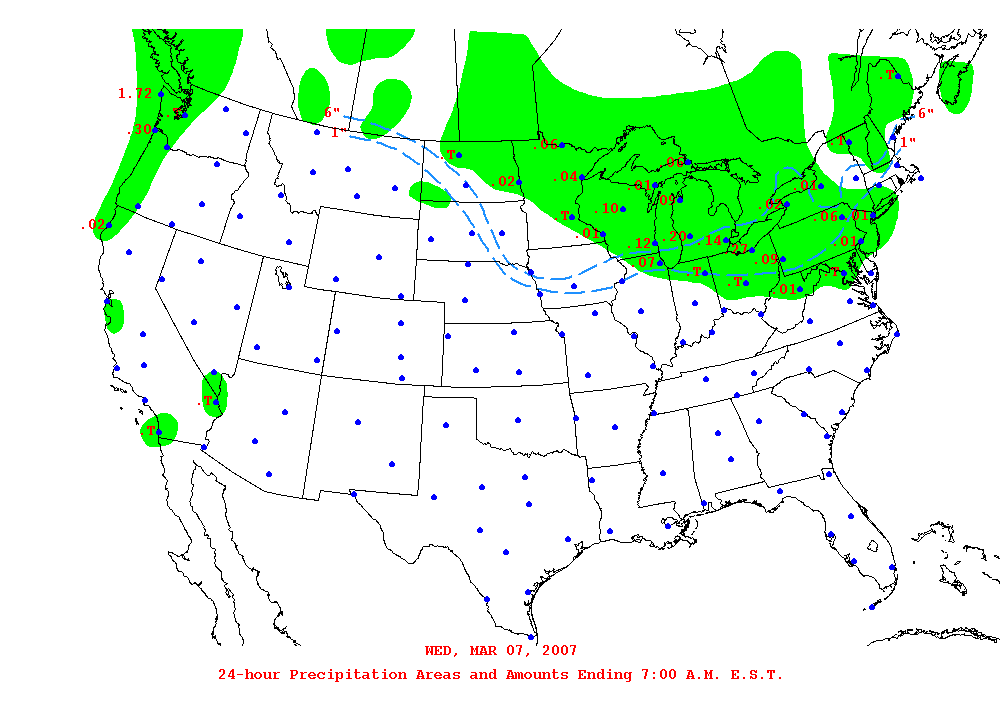 .T
1.72
6"
6"
.30
1"
1"
.T
.06
.T
.06
.02
.04
.01
.01
.09
.02
.10
.T
.06
.01
.02
.01
.12
.20
.14
.27
.01
.07
.09
.T
.T
.T
.01
.T
.T
WED, MAR 07, 2007
24-hour Precipitation Areas and Amounts Ending 7:00 A.M. E.S.T.